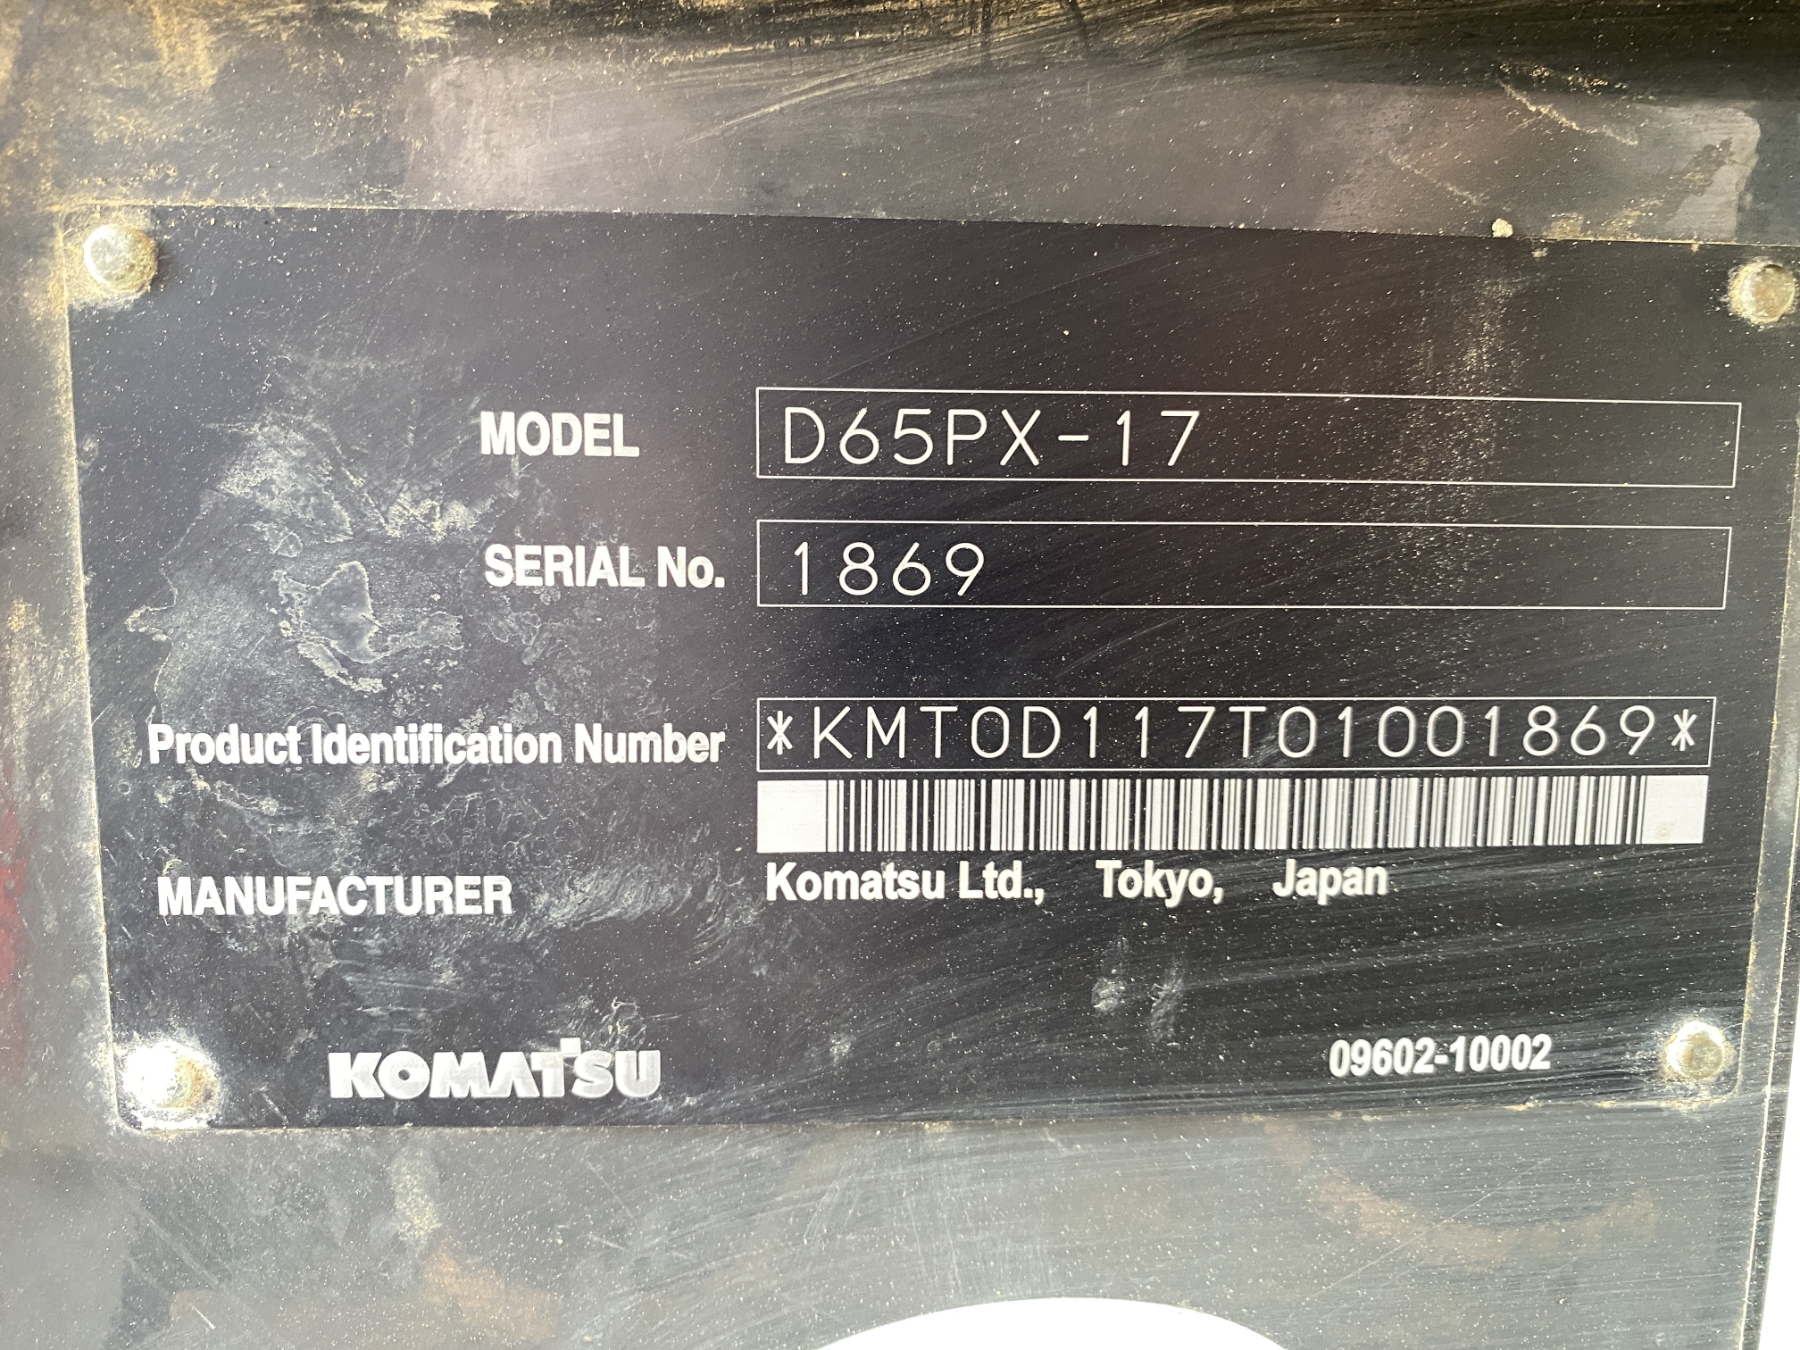 MODEL D65PX-17
SERIAL No. 1869
Product Identification Number *KMT0D117T01001869*
MANUFACTURER Komatsu Ltd., Tokyo, Japan
KOMATSU 09602-10002